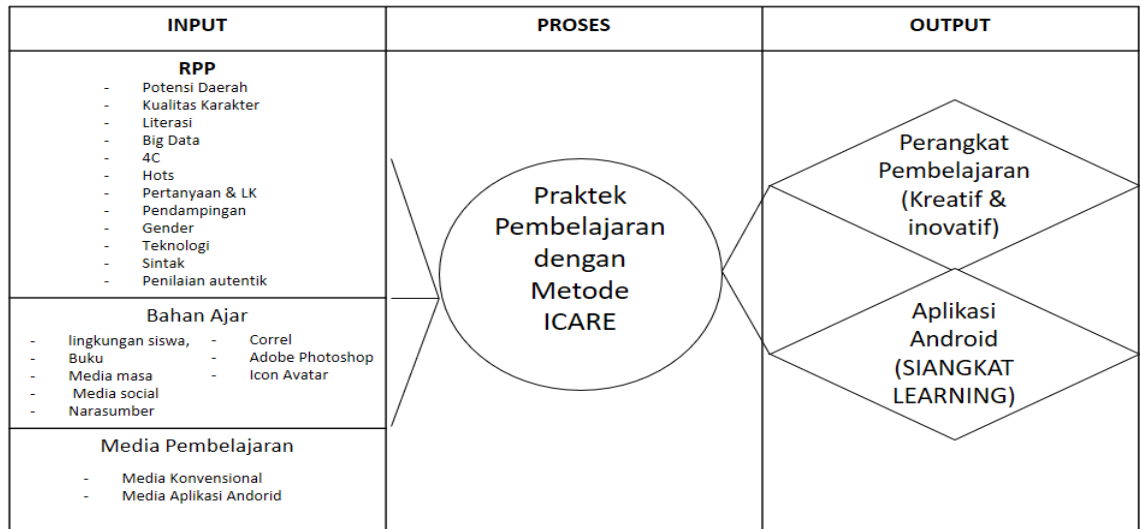 INPUT
PROSES
OUTPUT
RPP
- Potensi Daerah
- Kualitas Karakter
- Literasi
- Big Data
- 4C
- Hots
- Pertanyaan & LK
- Pendampingan
- Gender
- Teknologi
- Sintak
- Penilaian autentik
Bahan Ajar
- lingkungan siswa,
- Buku
- Media masa
- Media social
- Narasumber
- Correl
- Adobe Photoshop
- Icon Avatar
Media Pembelajaran
- Media Konvensional
- Media Aplikasi Andorid
Praktek
Pembelajaran
dengan
Metode
ICARE
Perangkat
Pembelajaran
(Kreatif &
inovatif)
Aplikasi
Android
(SIANGKAT
LEARNING)